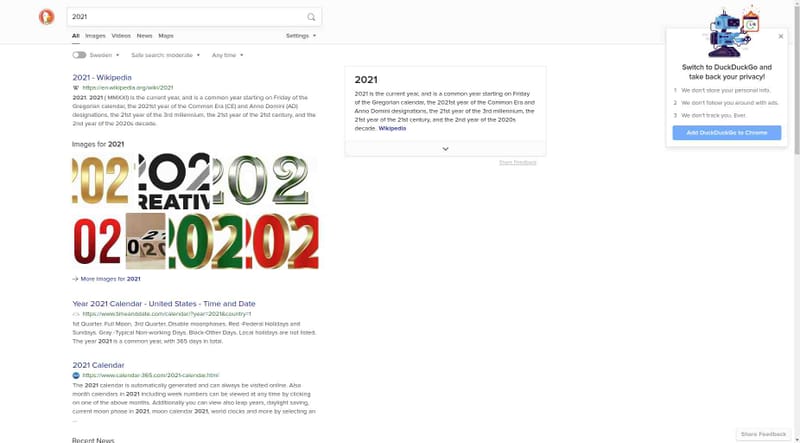 2021
All Images Videos News Maps Settings
Sweden Safe search: moderate Any time
2021 - Wikipedia
https://en.wikipedia.org/wiki/2021
2021. 2021 ( MMXXI) is the current year, and is a common year starting on Friday of
the Gregorian calendar, the 2021st year of the Common Era (CE) and Anno Domini (AD)
designations, the 21st year of the 3rd millennium, the 21st year of the 21st century, and the
2nd year of the 2020s decade.
Images for 2021
202
202
CREATIV
202
202
202
202
202
More Images for 2021
Year 2021 Calendar - United States - Time and Date
https://www.timeanddate.com/calendar/?year=2021&country=1
1st Quarter. Full Moon. 3rd Quarter. Disable moonphases. Red -Federal Holidays and
Sundays. Gray -Typical Non-working Days. Black-Other Days. Local holidays are not listed.
The year 2021 is a common year, with 365 days in total.
2021 Calendar
https://www.calendar-365.com/2021-calendar.html
The 2021 calendar is automatically generated and can always be visited online. Also
month calendars in 2021 including week numbers can be viewed at any time by clicking
on one of the above months. Additionally you can view also leap years, daylight saving,
current moon phase in 2021, moon calendar 2021, world clocks and more by selecting an
...
Recent News
2021
2021 is the current year, and is a common year starting on Friday of
the Gregorian calendar, the 2021st year of the Common Era and
Anno Domini designations, the 21st year of the 3rd millennium, the
21st year of the 21st century, and the 2nd year of the 2020s
decade. Wikipedia
Share Feedback
Switch to DuckDuckGo and
take back your privacy!
1 We don't store your personal info.
2 We don't follow you around with ads.
3 We don't track you. Ever.
Add DuckDuckGo to Chrome
Share Feedback